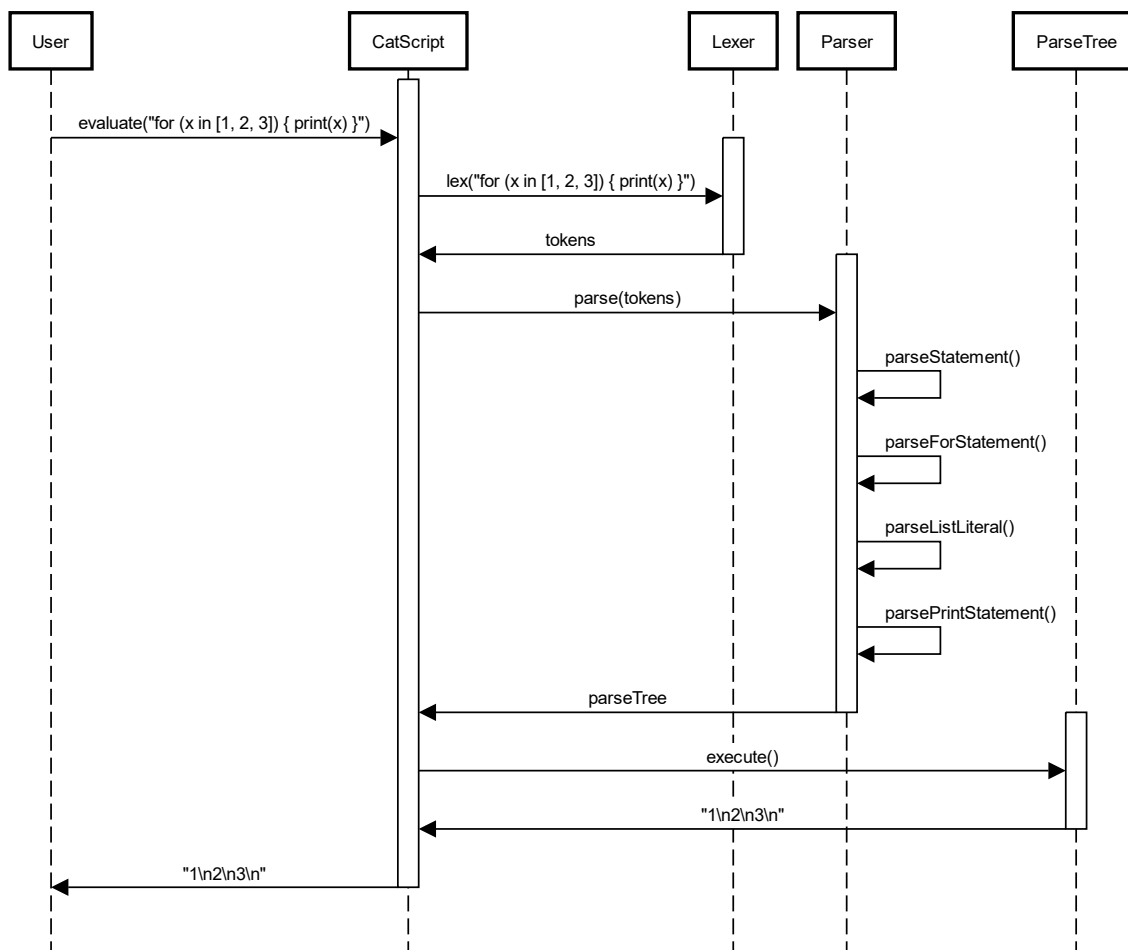 User
CatScript
Lexer
Parser
ParseTree
evaluate("for (x in [1, 2, 3]) { print(x) }")
lex("for (x in [1, 2, 3]) { print(x) }")
tokens
parse(tokens)
parseStatement()
parseForStatement()
parseListLiteral()
parsePrintStatement()
parseTree
execute()
"1\n2\n3\n"
"1\n2\n3\n"